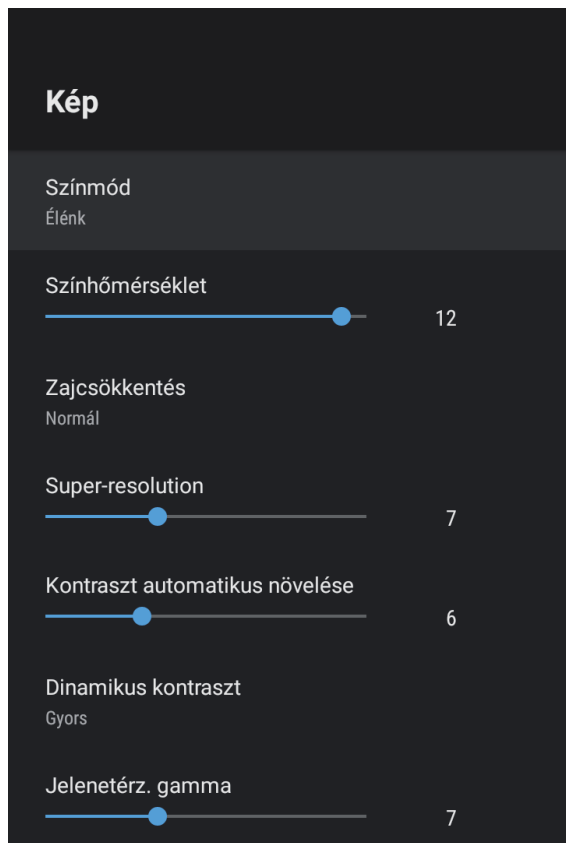 Kép
Színmód
Élénk
Színhőmérséklet
12
Zajcsökkentés
Normál
Super-resolution
7
Kontraszt automatikus növelése
6
Dinamikus kontraszt
Gyors
Jelenetérz. gamma
7